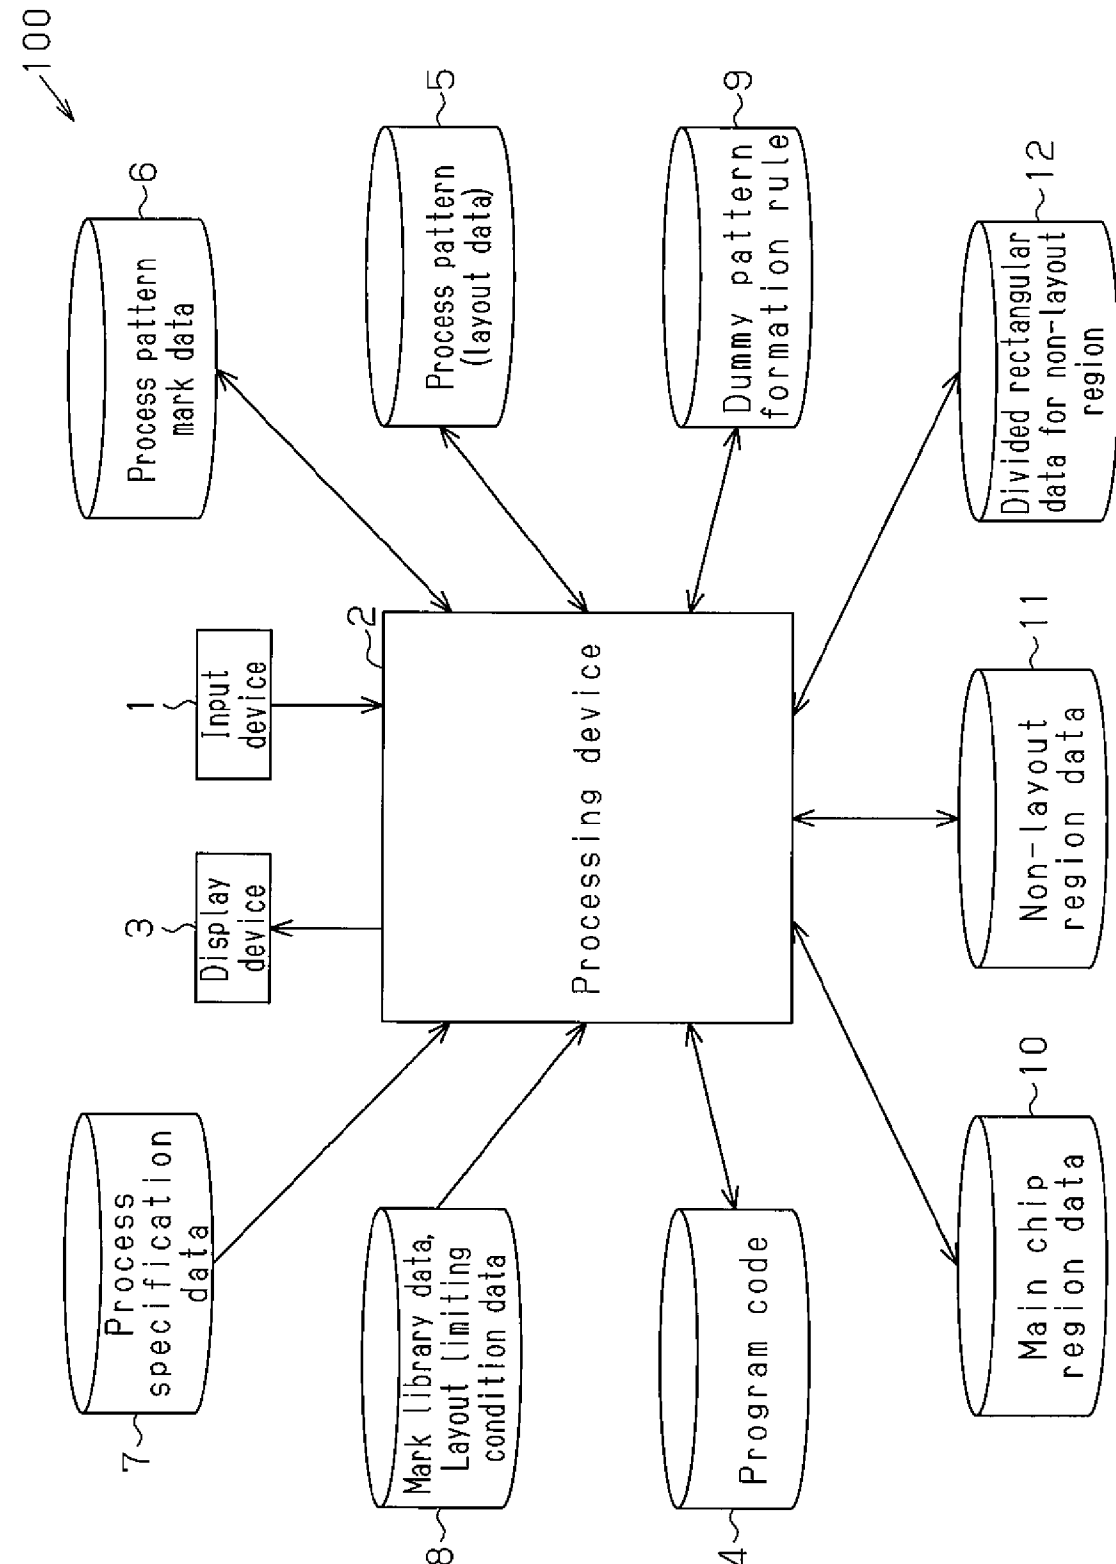 100
7
Process
specification
data
3
Display
device
1
Input
device
6
Process pattern
mark data
8
Mark library data,
Layout limiting
condition data
2
Processing device
5
Process pattern
(layout data)
4
Program code
9
Dummy pattern
formation rule
10
Main chip
region data
11
Non-layout
region data
12
Divided rectangular
data for non-layout
region